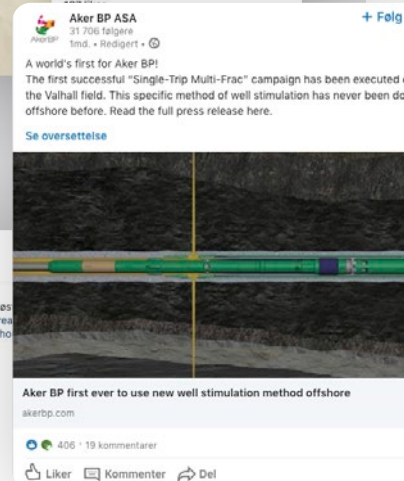 Aker BP ASA
+ Følg
31 706 følgere
1md. • Redigert •
AkerBP
A world's first for Aker BP!
The first successful "Single-Trip Multi-Frac" campaign has been executed
the Valhall field. This specific method of well stimulation has never been
offshore before. Read the full press release here.
Se oversettelse
Aker BP first ever to use new well stimulation method offshore
akerbp.com
406 · 19 kommentarer
Liker Kommenter Del